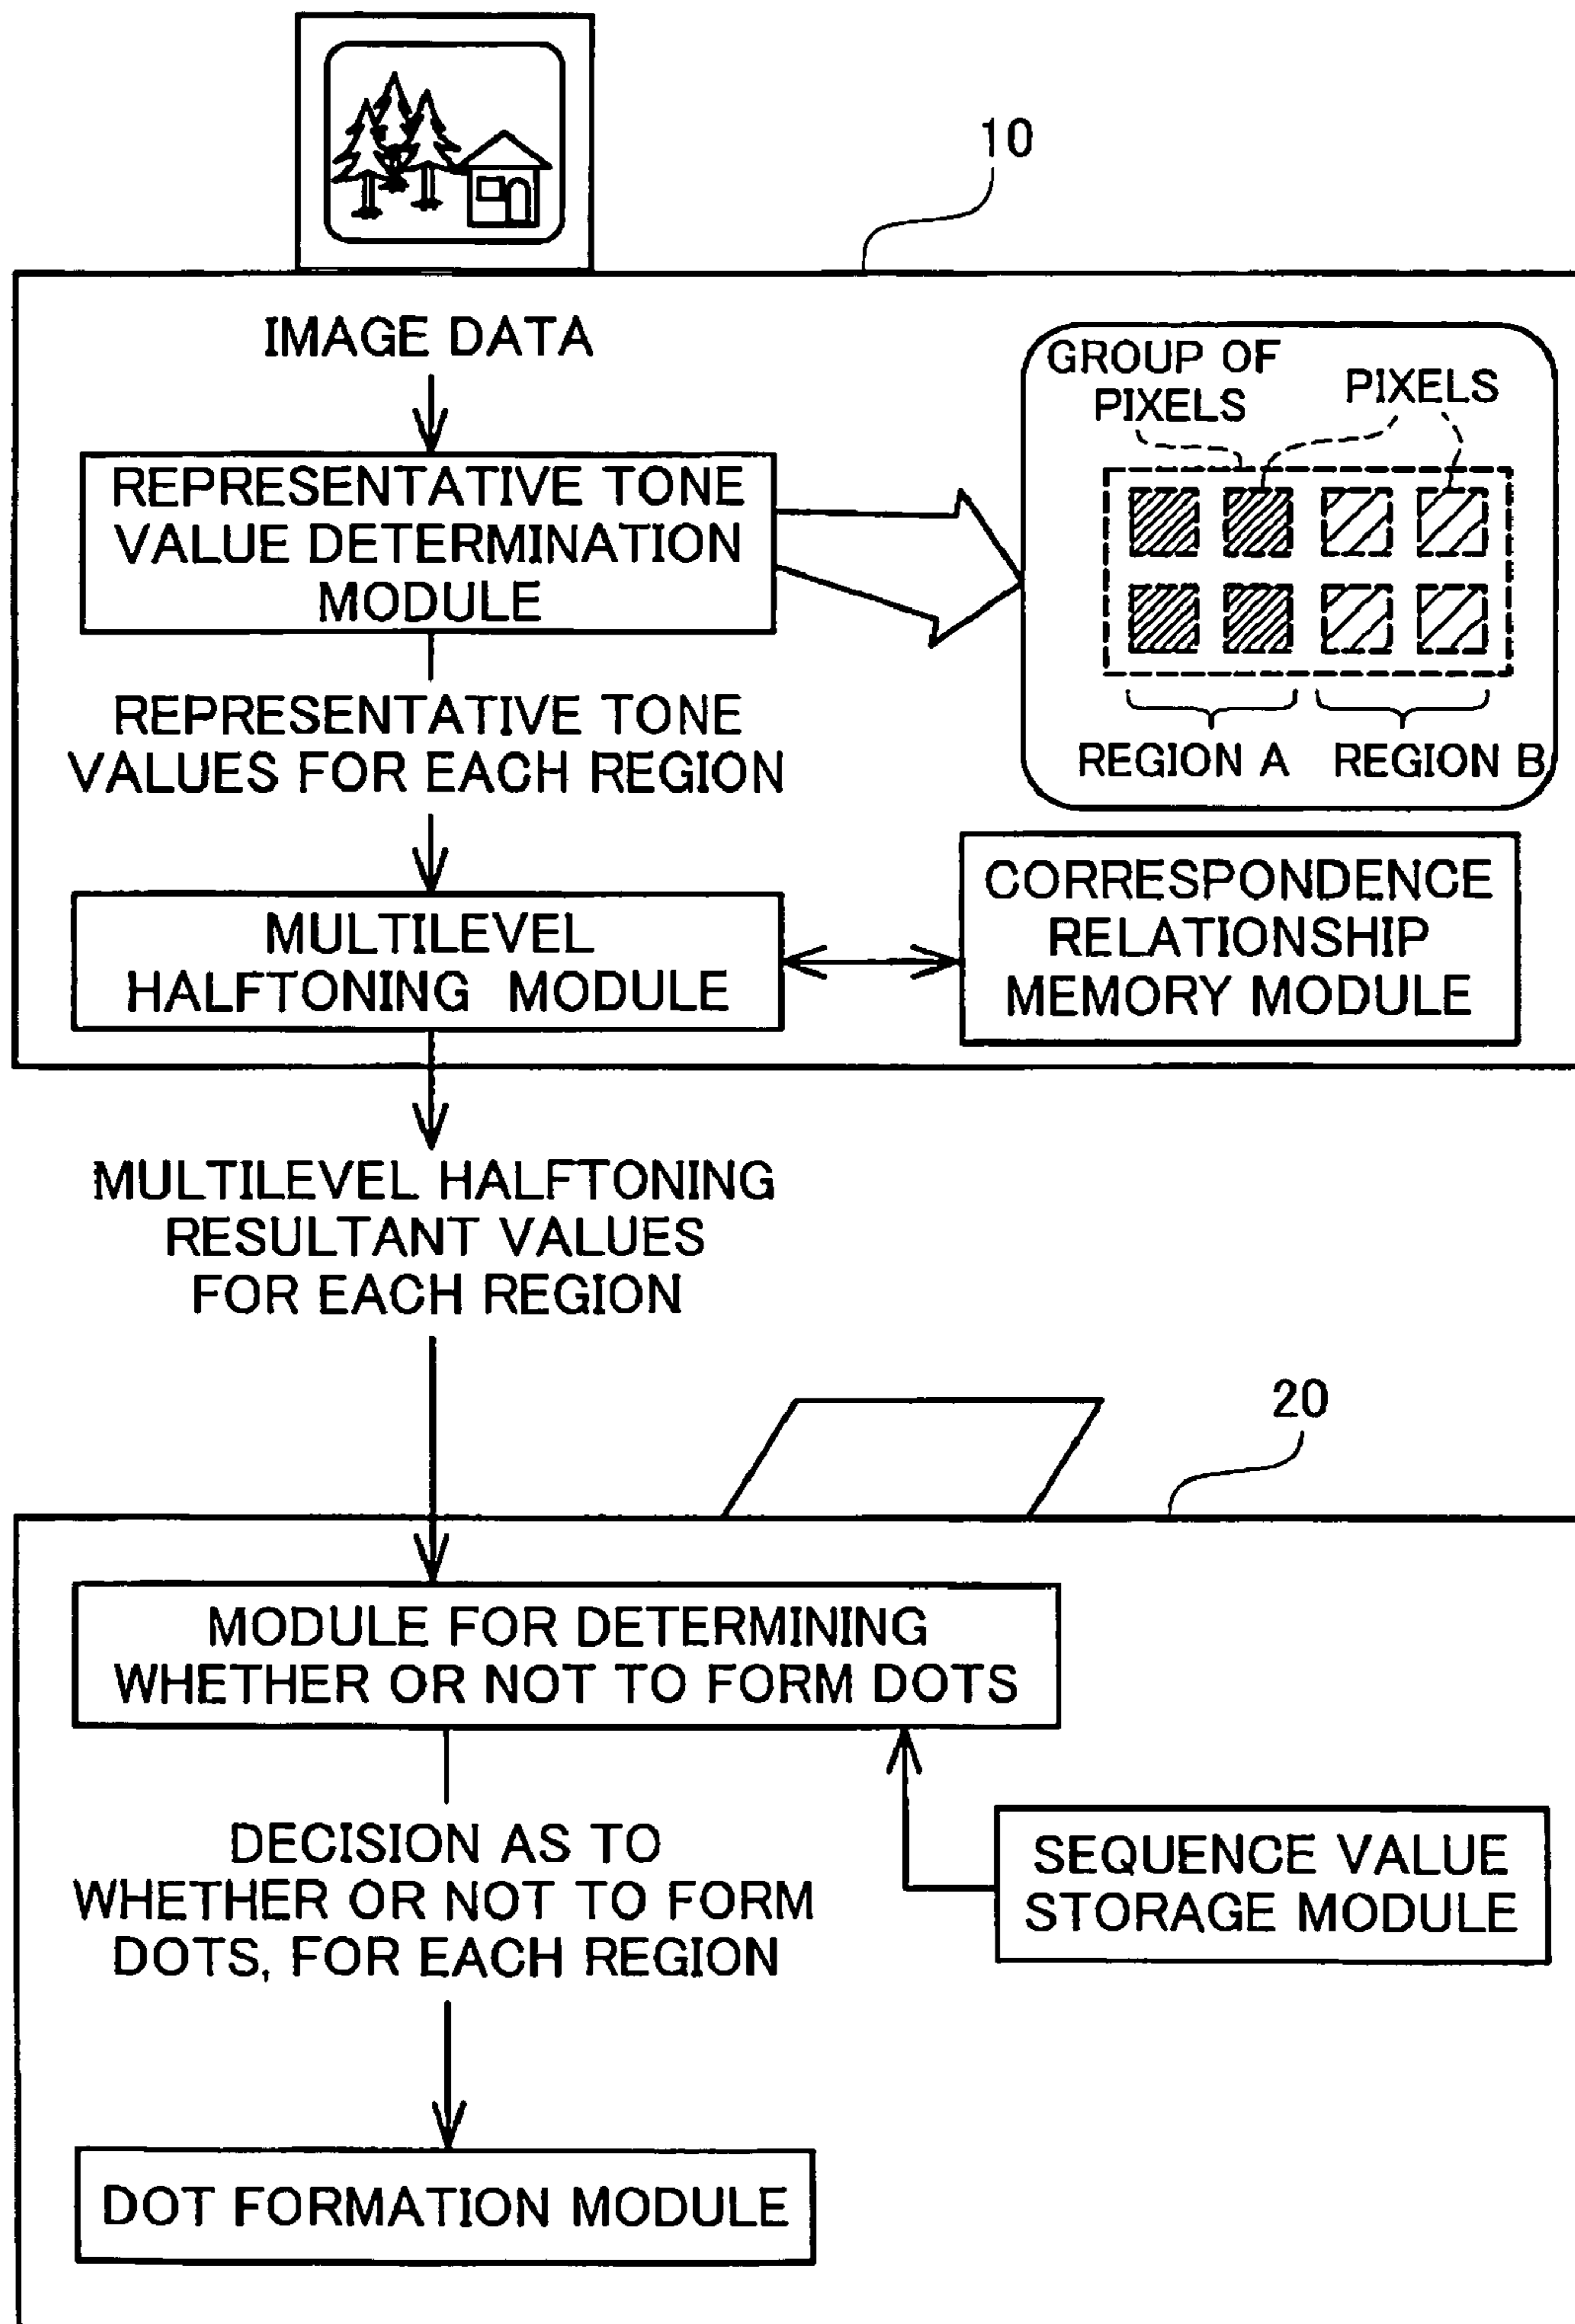 10
IMAGE DATA
GROUP OF
PIXELS
PIXELS
REPRESENTATIVE TONE
VALUE DETERMINATION
MODULE
REGION A
REGION B
REPRESENTATIVE TONE
VALUES FOR EACH REGION
MULTILEVEL
HALFTONING MODULE
CORRESPONDENCE
RELATIONSHIP
MEMORY MODULE
MULTILEVEL HALFTONING
RESULTANT VALUES
FOR EACH REGION
20
MODULE FOR DETERMINING
WHETHER OR NOT TO FORM DOTS
DECISION AS TO
WHETHER OR NOT TO FORM
DOTS, FOR EACH REGION
SEQUENCE VALUE
STORAGE MODULE
DOT FORMATION MODULE